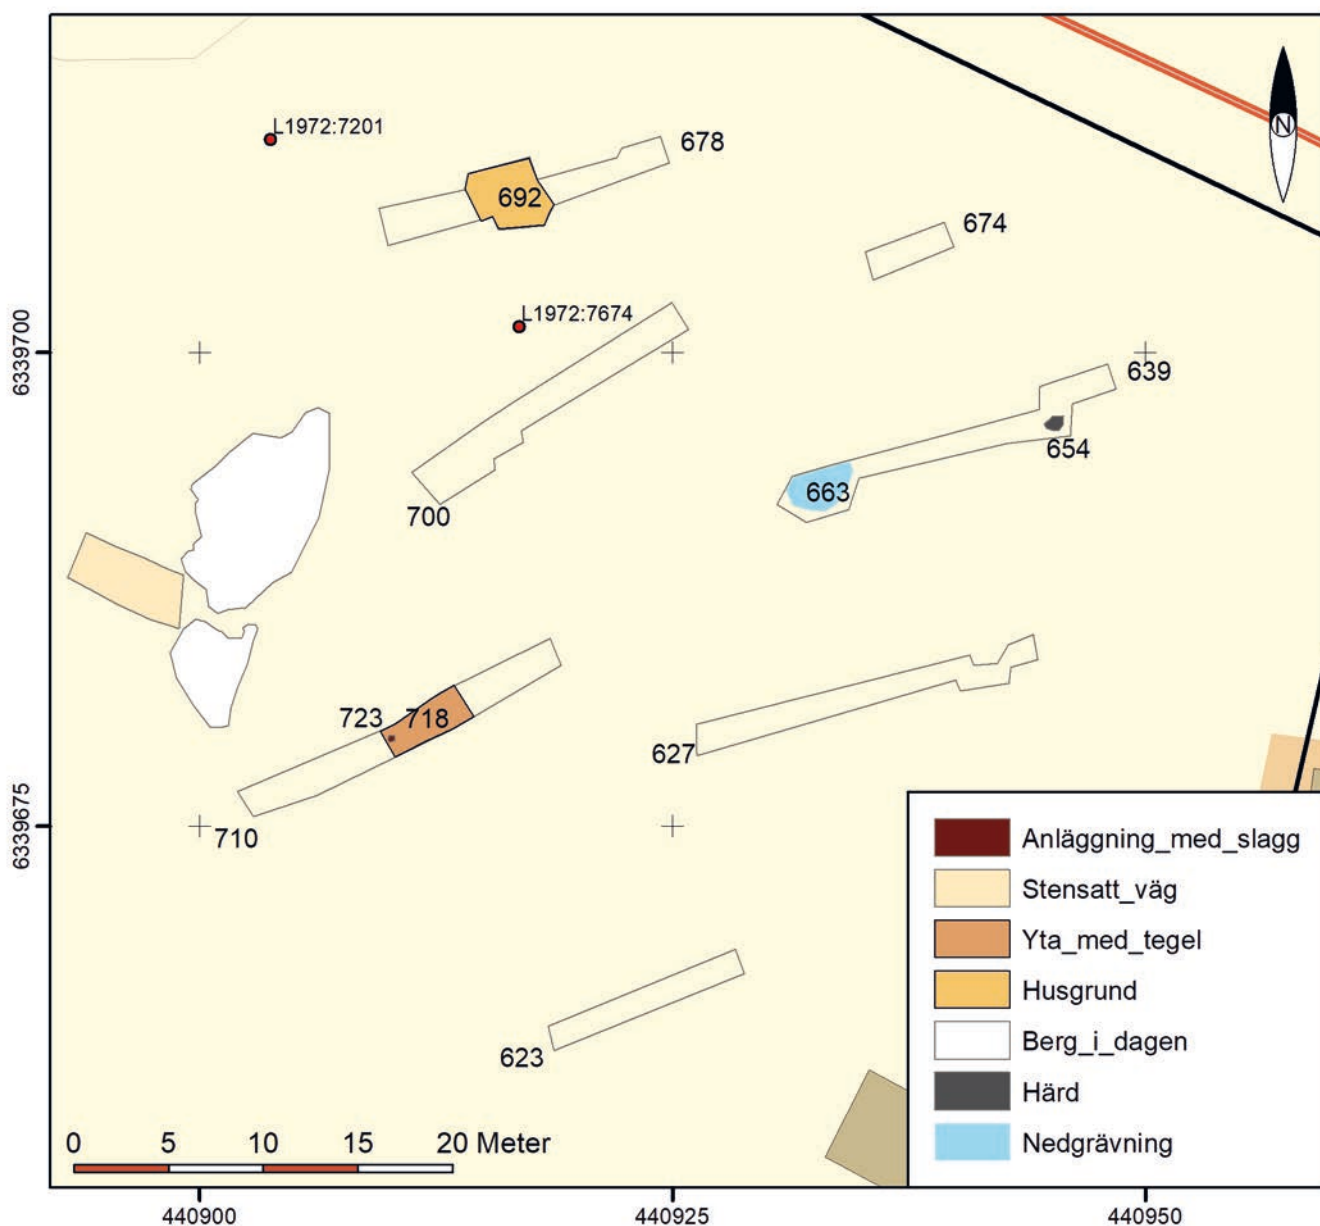 L1972:7201
678
N
692
674
L1972:7674
6339700
639
654
663
700
723 718
627
710
6339675
Anläggning_med_slagg
Stensatt_väg
Yta_med_tegel
Husgrund
Berg_i_dagen
Härd
Nedgrävning
623
0 5 10 15 20 Meter
440900 440925 440950